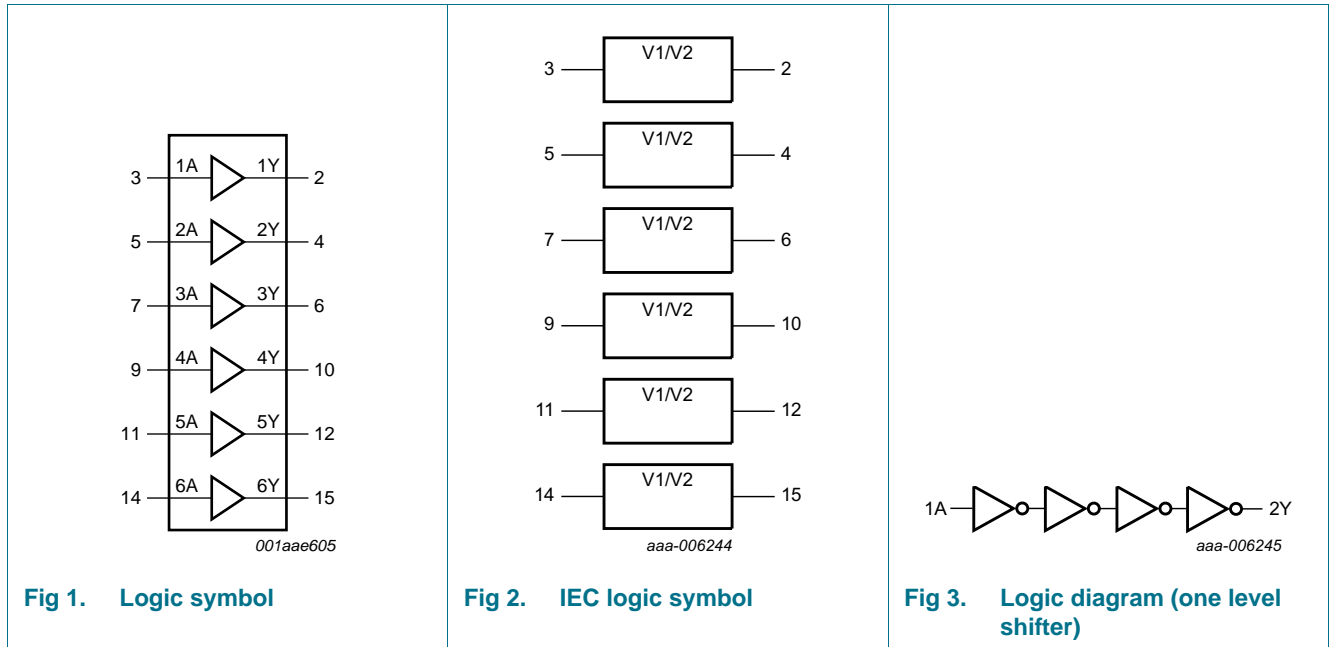 3 1A 1Y 2
5 2A 2Y 4
7 3A 3Y 6
9 4A 4Y 10
11 5A 5Y 12
14 6A 6Y 15
001aae605
Fig 1. Logic symbol
3 V1/V2 2
5 V1/V2 4
7 V1/V2 6
9 V1/V2 10
11 V1/V2 12
14 V1/V2 15
aaa-006244
Fig 2. IEC logic symbol
1A 2Y
aaa-006245
Fig 3. Logic diagram (one level
shifter)